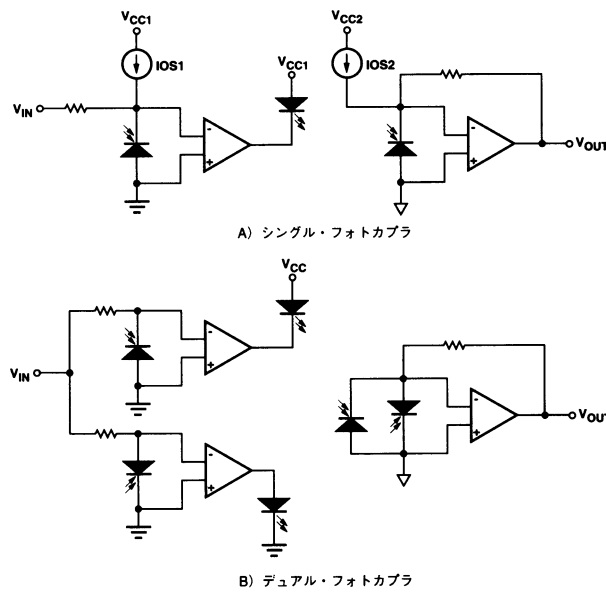 VCC1
IOS1
VIN
VCC1
-
+
VCC2
IOS2
-
+
VOUT
A) シングル・フォトカプラ
VCC
VIN
-
+
-
+
-
+
VOUT
B) デュアル・フォトカプラ